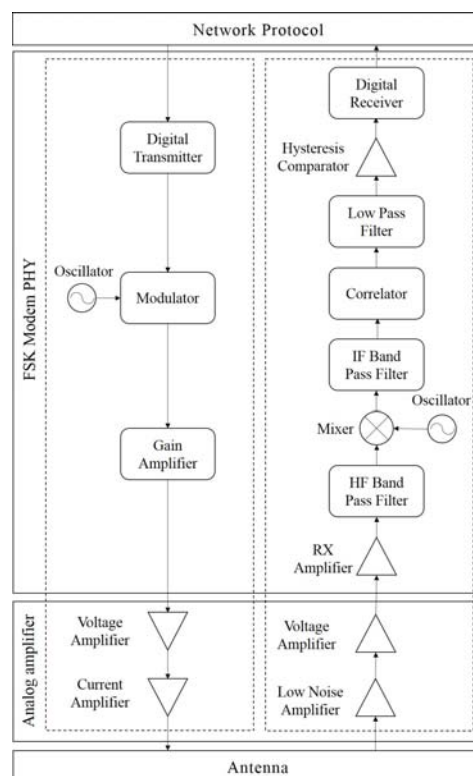 Network Protocol
FSK Modem PHY
Digital
Transmitter
Oscillator
Modulator
Gain
Amplifier
Digital
Receiver
Hysteresis
Comparator
Low Pass
Filter
Correlator
IF Band
Pass Filter
Oscillator
Mixer
HF Band
Pass Filter
RX
Amplifier
Analog amplifier
Voltage
Amplifier
Current
Amplifier
Voltage
Amplifier
Low Noise
Amplifier
Antenna